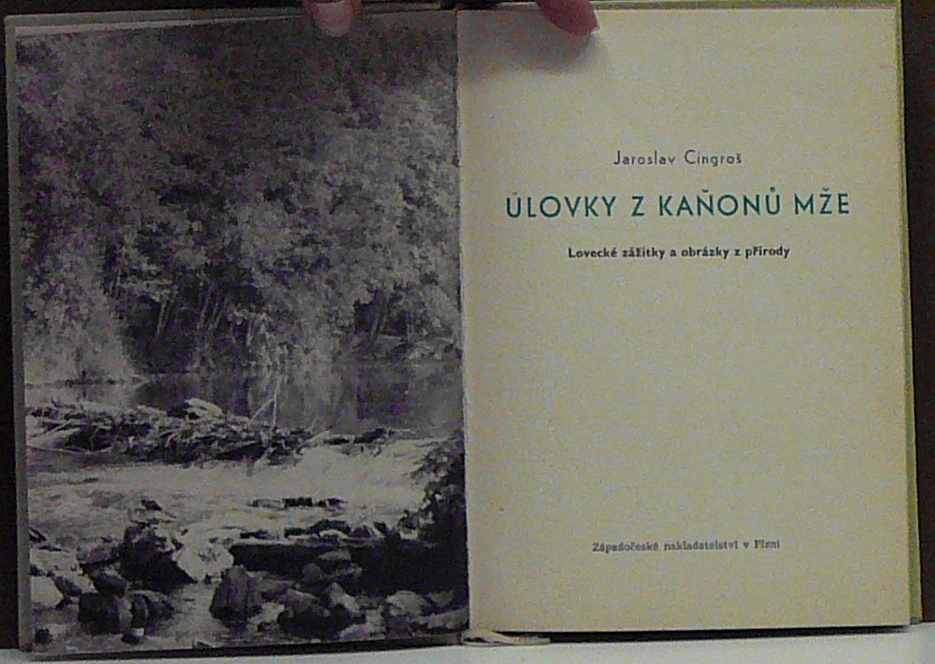 Jaroslav Cingroš
ÚLOVKY Z KAŇONŮ MŽE
Lovecké zážitky a obrázky z přírody
Západočeské nakladatelství v Plzni